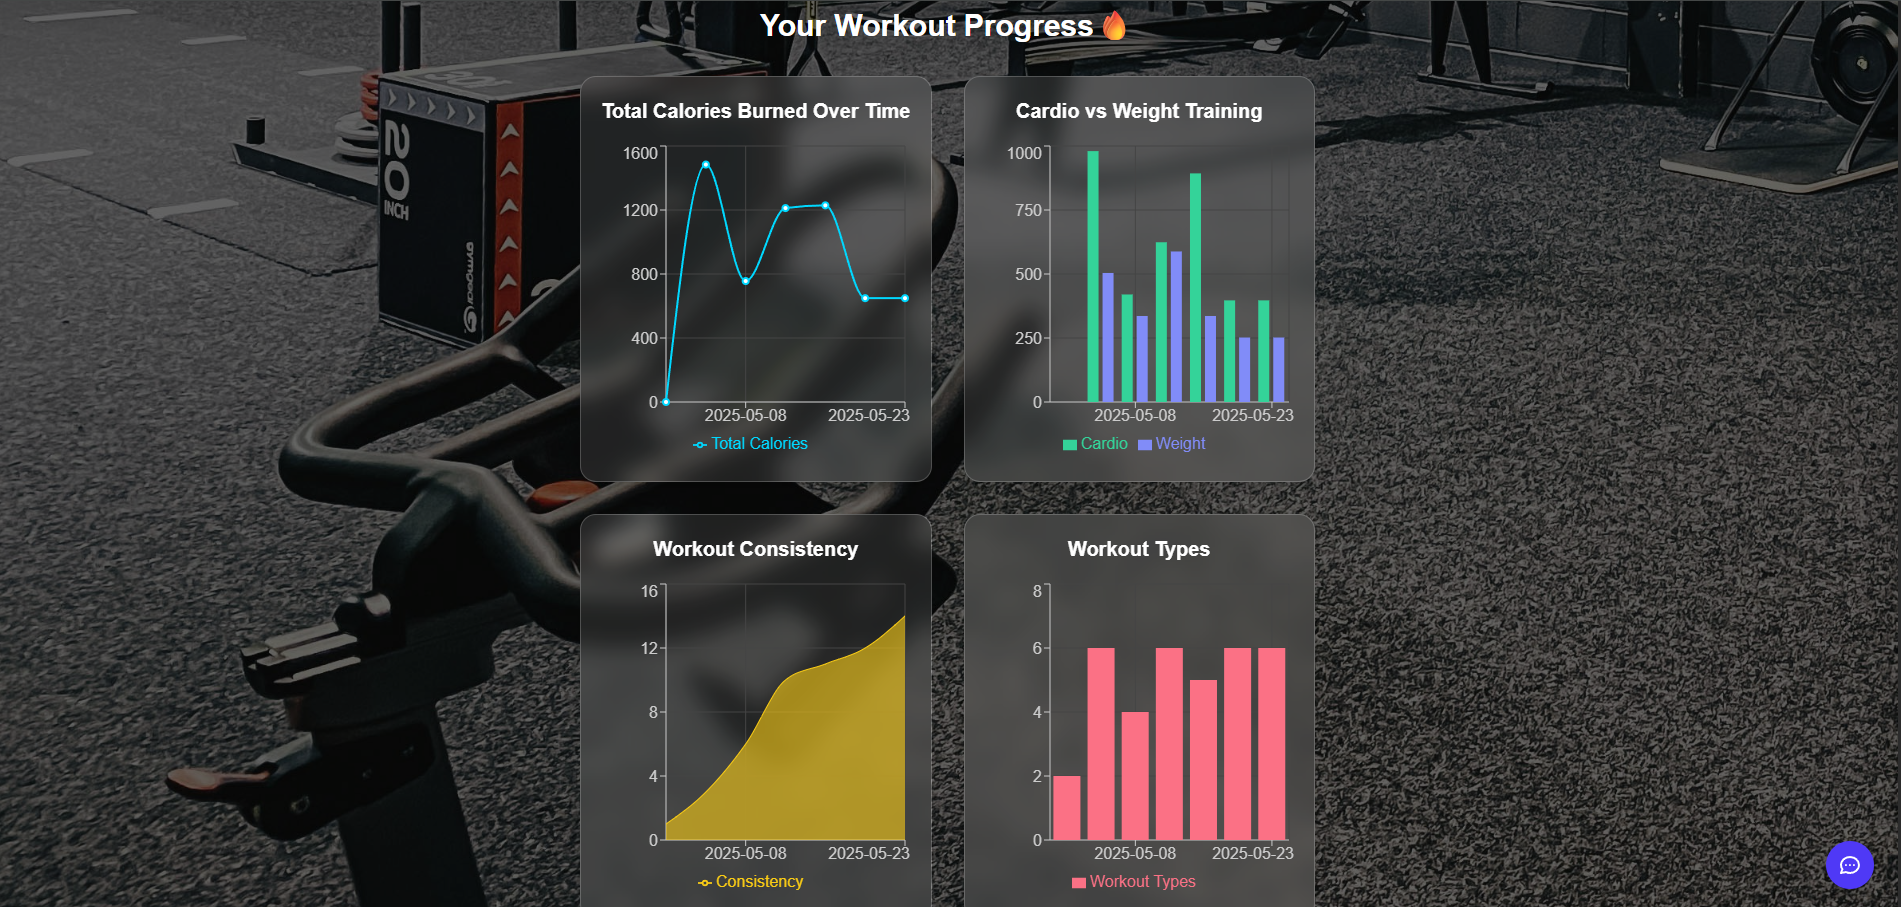 Your Workout Progress 🔥
20
INCH
gymgear
Total Calories Burned Over Time
1600
1200
800
400
0
2025-05-08 2025-05-23
Total Calories
Cardio vs Weight Training
1000
750
500
250
0
2025-05-08 2025-05-23
Cardio Weight
Workout Consistency
16
12
8
4
0
2025-05-08 2025-05-23
Consistency
Workout Types
8
6
4
2
0
2025-05-08 2025-05-23
Workout Types